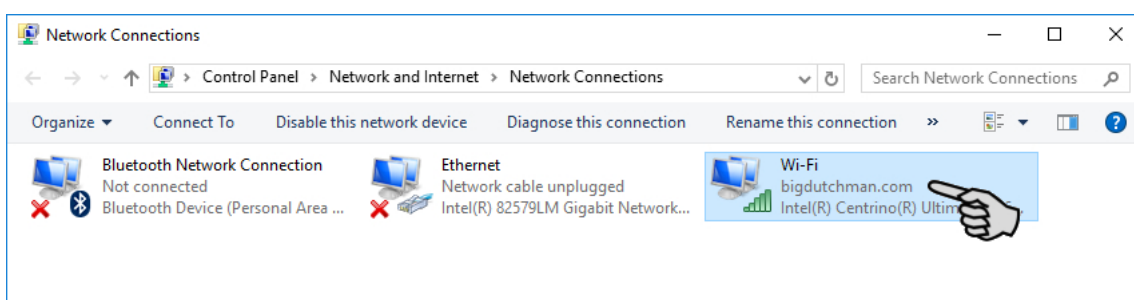 Network Connections
Control Panel > Network and Internet > Network Connections
Search Network Connections
Organize Connect To Disable this network device Diagnose this connection Rename this connection »
Bluetooth Network Connection
Not connected
Bluetooth Device (Personal Area ...
Ethernet
Network cable unplugged
Intel(R) 82579LM Gigabit Network...
Wi-Fi
bigdutchman.com
Intel(R) Centrino(R)